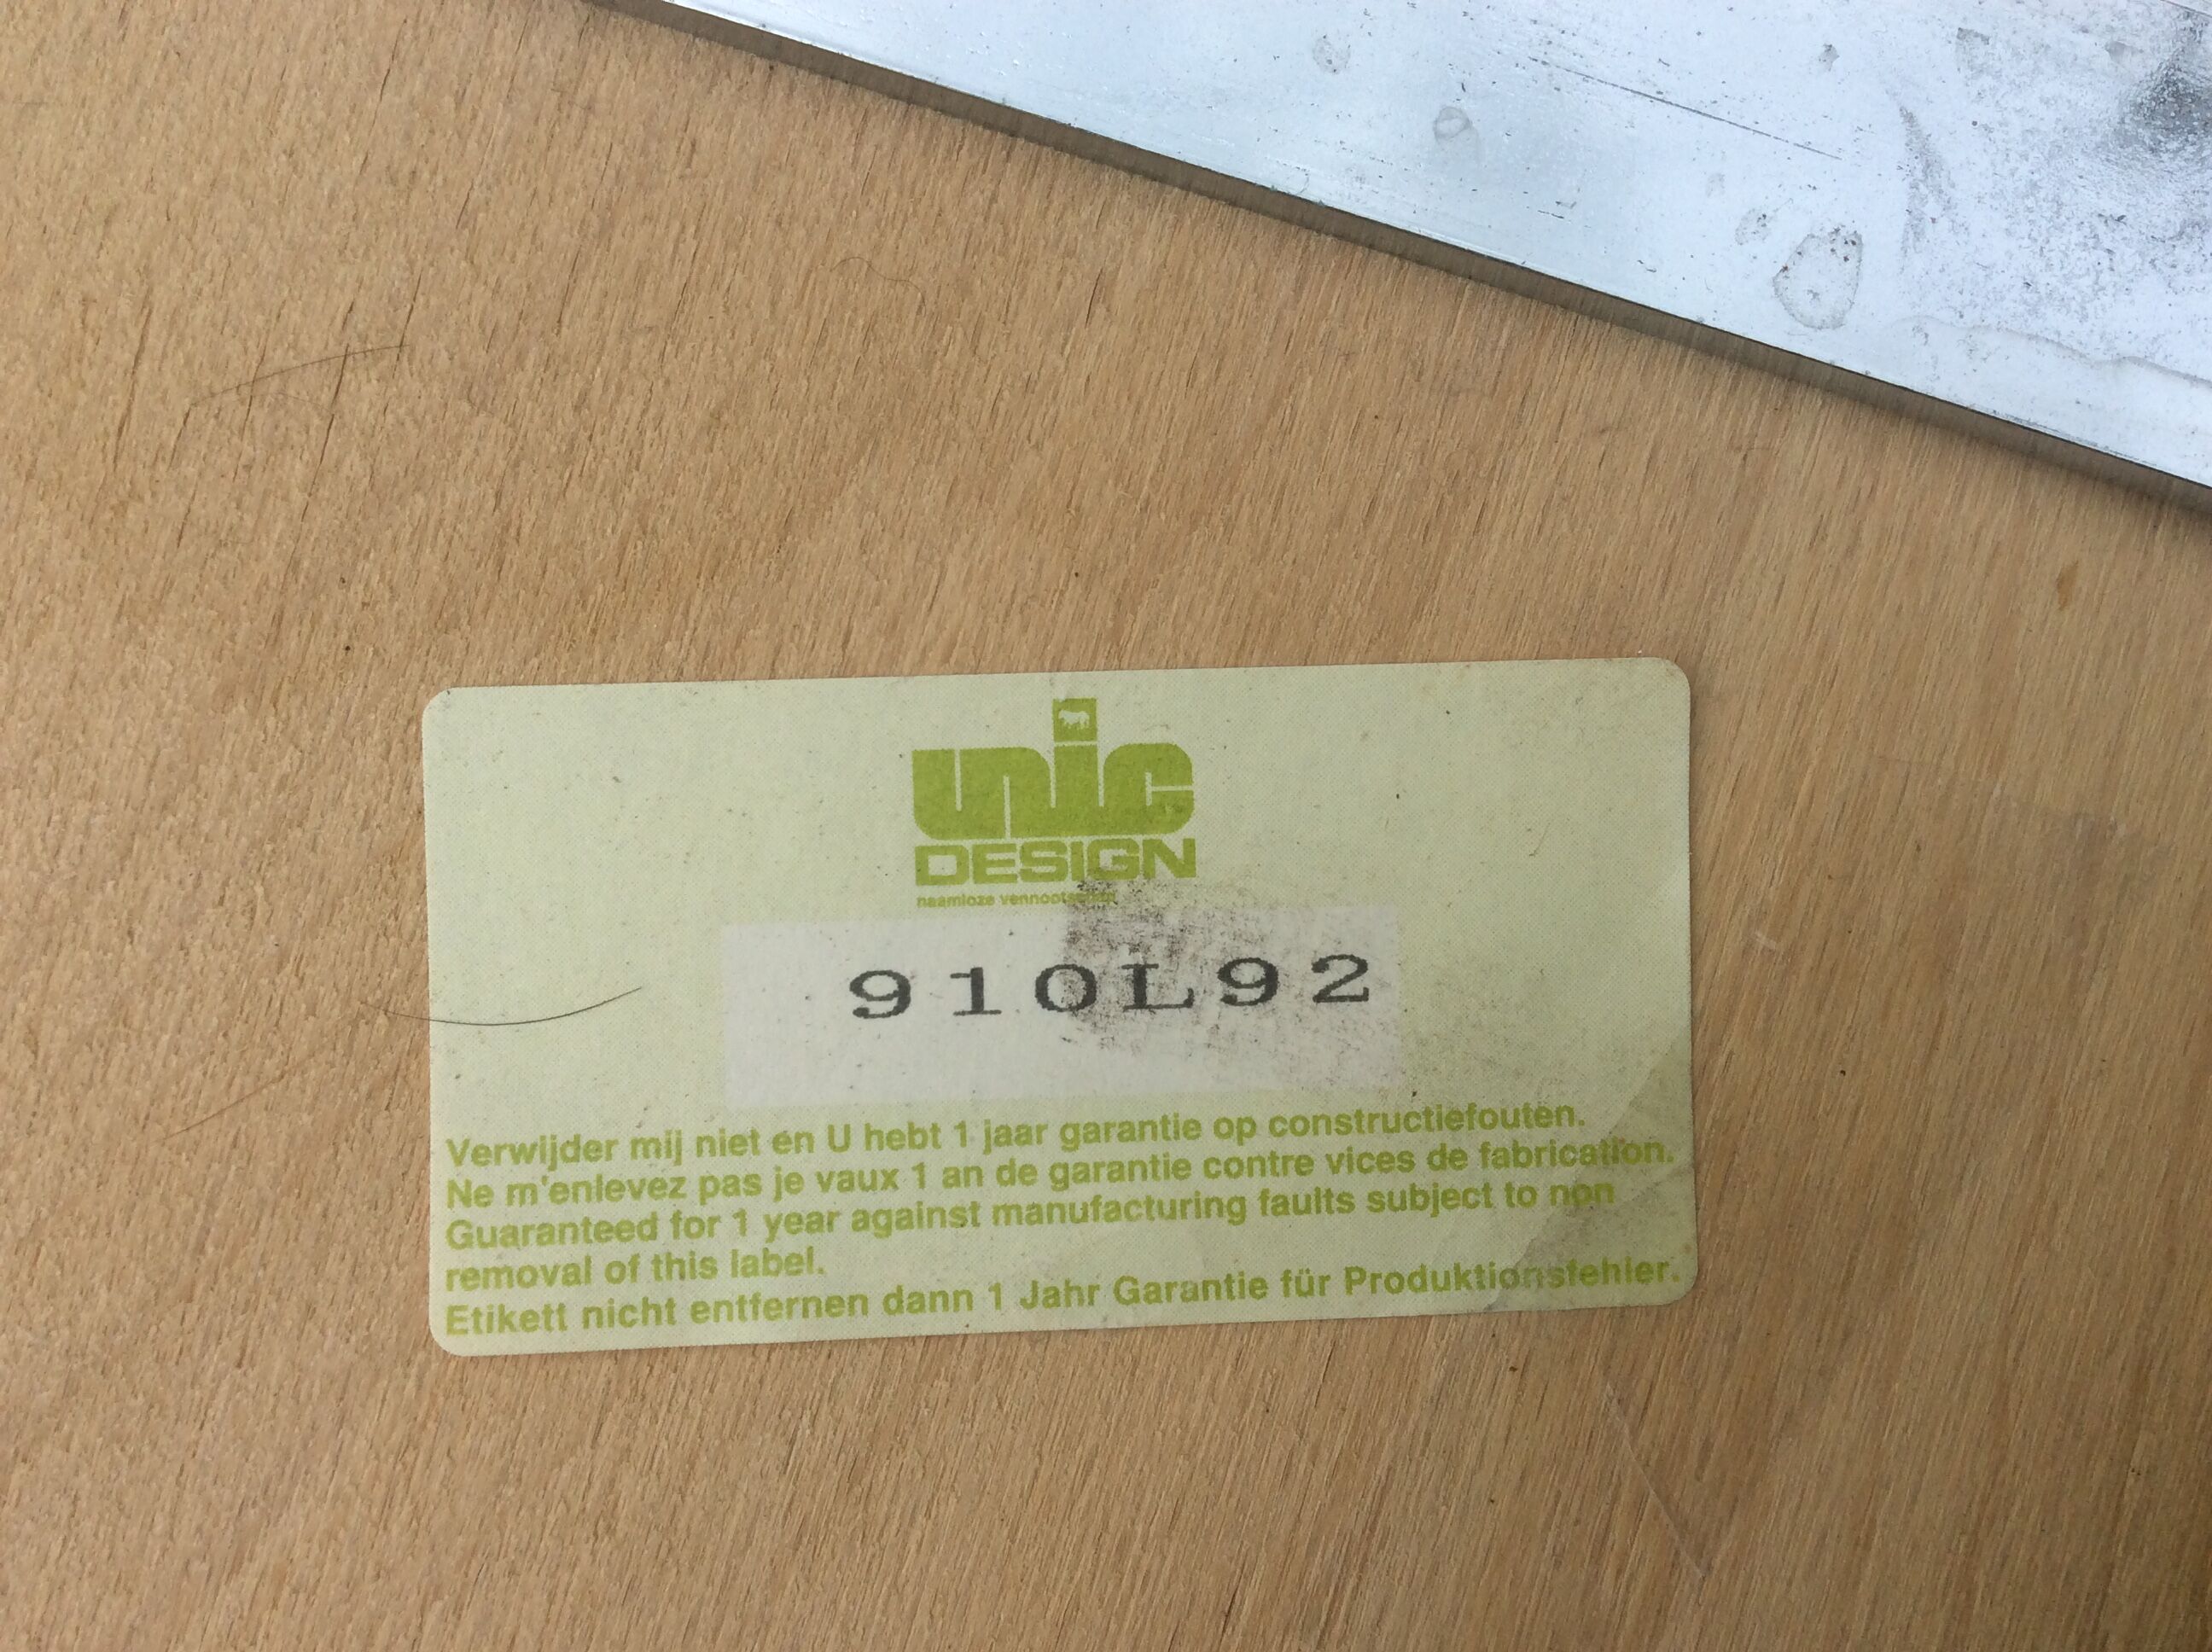 unic
DESIGN
naamloze vennootschap
910L92
Verwijder mij niet en U hebt 1 jaar garantie op constructiefouten.
Ne m'enlevez pas je vaux 1 an de garantie contre vices de fabrication.
Guaranteed for 1 year against manufacturing faults subject to non
removal of this label.
Etikett nicht entfernen dann 1 Jahr Garantie für Produktionsfehler.